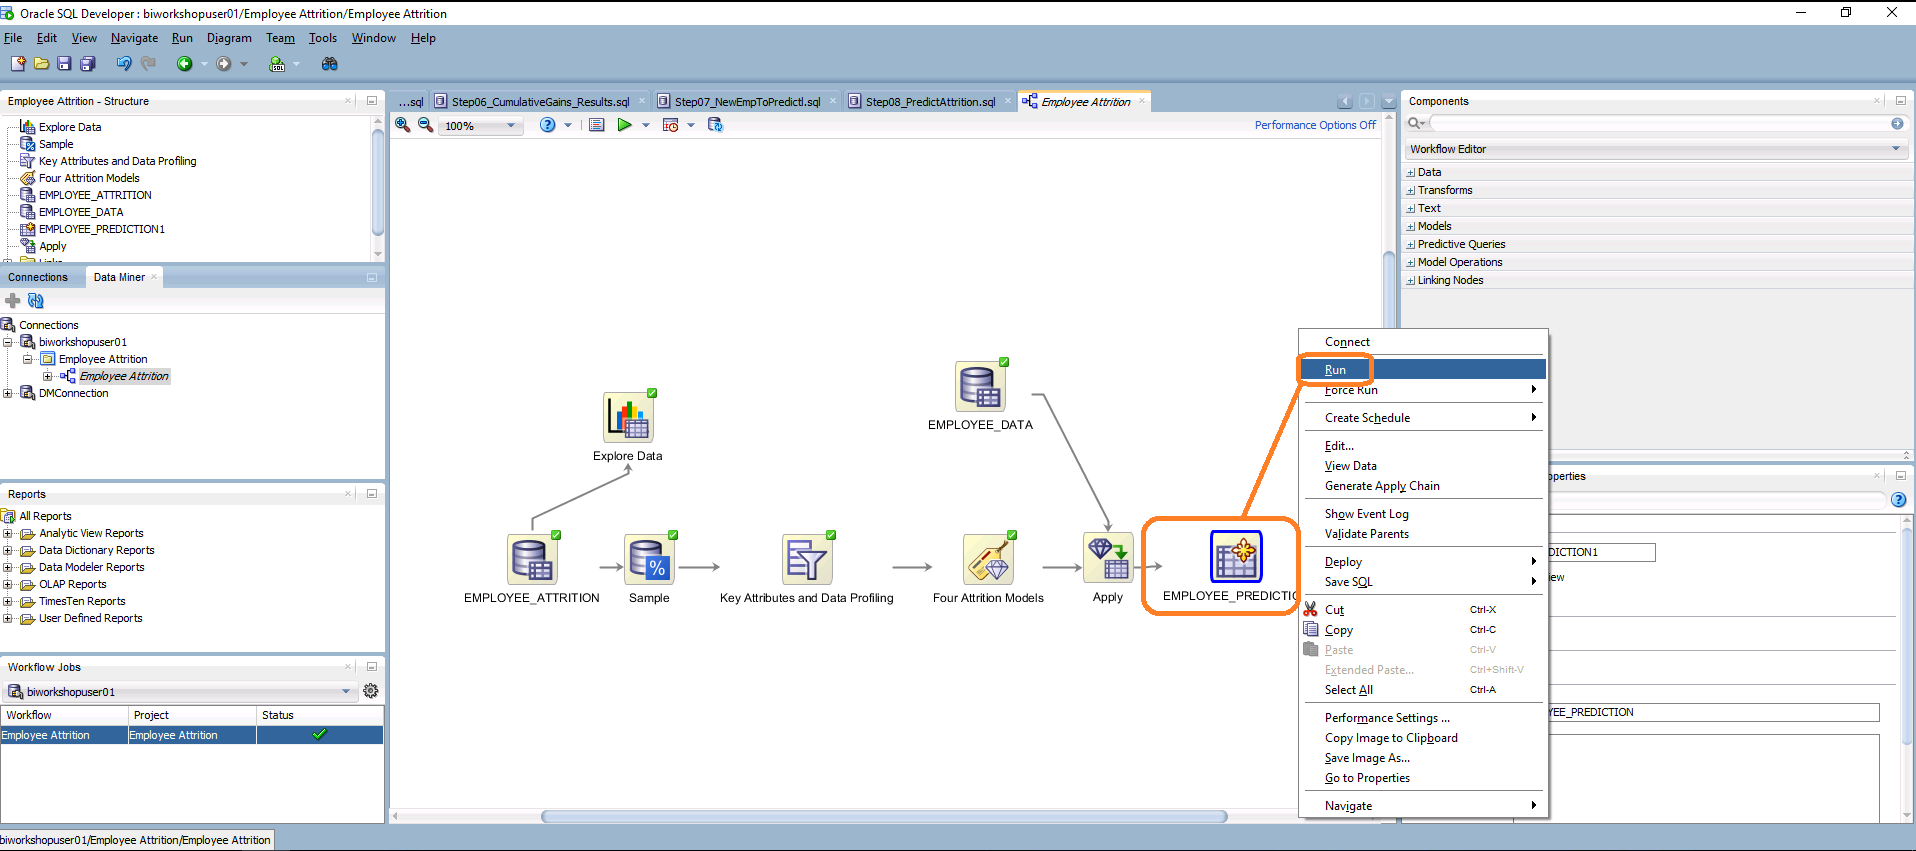 Oracle SQL Developer : biworkshopuser01/Employee Attrition/Employee Attrition
File Edit View Navigate Run Diagram Team Tools Window Help
Employee Attrition - Structure
Explore Data
Sample
Key Attributes and Data Profiling
Four Attrition Models
EMPLOYEE_ATTRITION
EMPLOYEE_DATA
EMPLOYEE_PREDICTION1
Apply
Connections
Data Miner
Connections
biworkshopuser01
Employee Attrition
Employee Attrition
DMConnection
Reports
All Reports
Analytic View Reports
Data Dictionary Reports
Data Modeler Reports
OLAP Reports
TimesTen Reports
User Defined Reports
Workflow Jobs
biworkshopuser01
Workflow Project Status
Employee Attrition Employee Attrition
biworkshopuser01/Employee Attrition/Employee Attrition
...sql Step06_CumulativeGains_Results.sql Step07_NewEmpToPredictl.sql Step08_PredictAttrition.sql Employee Attrition
100%
Performance Options Off
EMPLOYEE_DATA
Explore Data
EMPLOYEE_ATTRITION
Sample
%
Key Attributes and Data Profiling
Four Attrition Models
Apply
EMPLOYEE_PREDICTIO
Connect
Run
Force Run
Create Schedule
Edit...
View Data
Generate Apply Chain
Show Event Log
Validate Parents
Deploy
Save SQL
Cut Ctrl-X
Copy Ctrl-C
Paste Ctrl-V
Extended Paste... Ctrl+Shift-V
Select All Ctrl-A
Performance Settings ...
Copy Image to Clipboard
Save Image As...
Go to Properties
Navigate
Components
Workflow Editor
Data
Transforms
Text
Models
Predictive Queries
Model Operations
Linking Nodes
operties
DICTION1
iew
YEE_PREDICTION